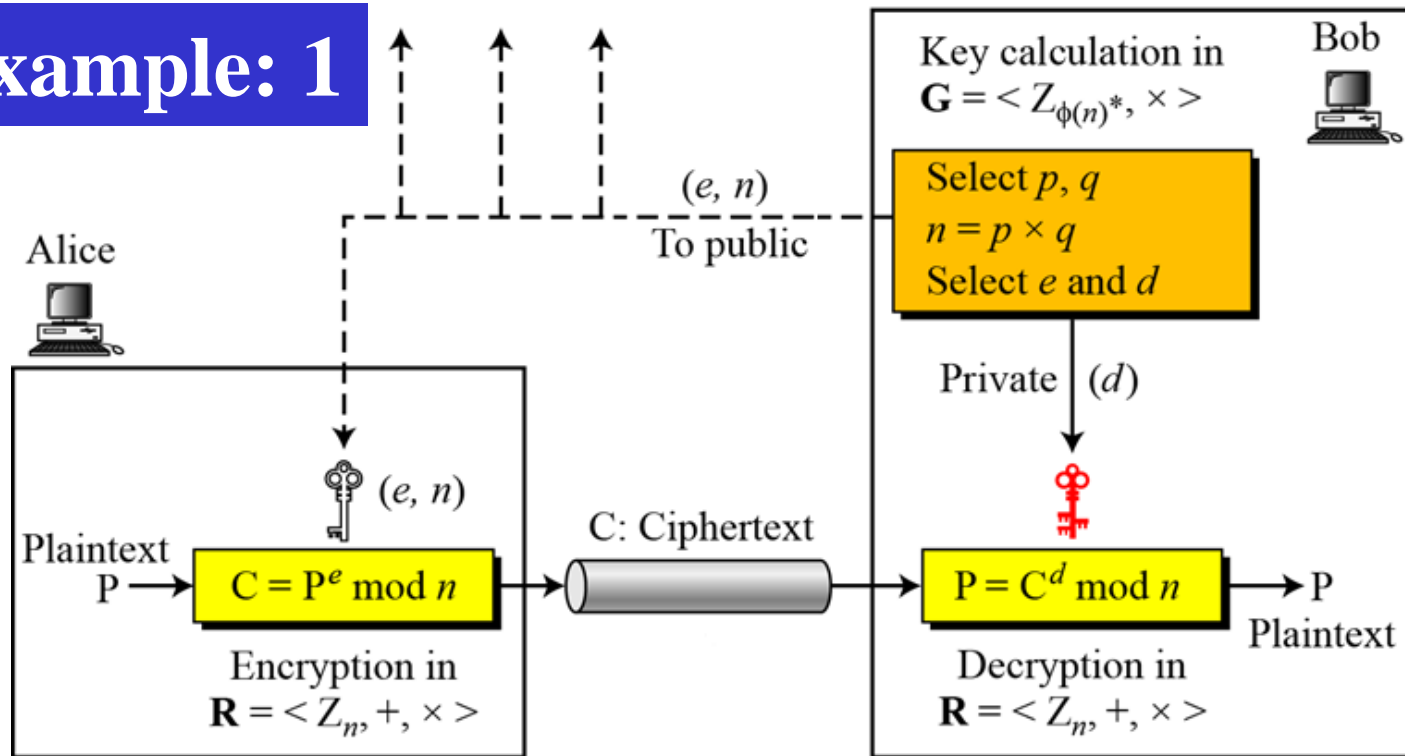 xample: 1
Bob
Key calculation in
G = < Z_ϕ(n)*, × >
Select p, q
n = p × q
Select e and d
(e, n)
To public
Alice
Private (d)
(e, n)
C: Ciphertext
Plaintext
P
C = P^e mod n
P = C^d mod n
P
Plaintext
Encryption in
R = < Z_n, +, × >
Decryption in
R = < Z_n, +, × >